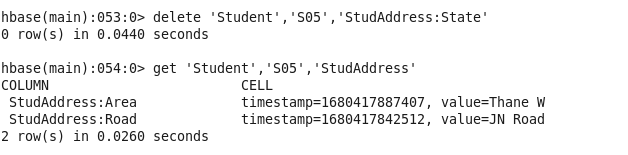 hbase(main):053:0> delete 'Student','S05','StudAddress:State'
0 row(s) in 0.0440 seconds

hbase(main):054:0> get 'Student','S05','StudAddress'
COLUMN                       CELL
 StudAddress:Area            timestamp=1680417887407, value=Thane W
 StudAddress:Road            timestamp=1680417842512, value=JN Road
2 row(s) in 0.0260 seconds